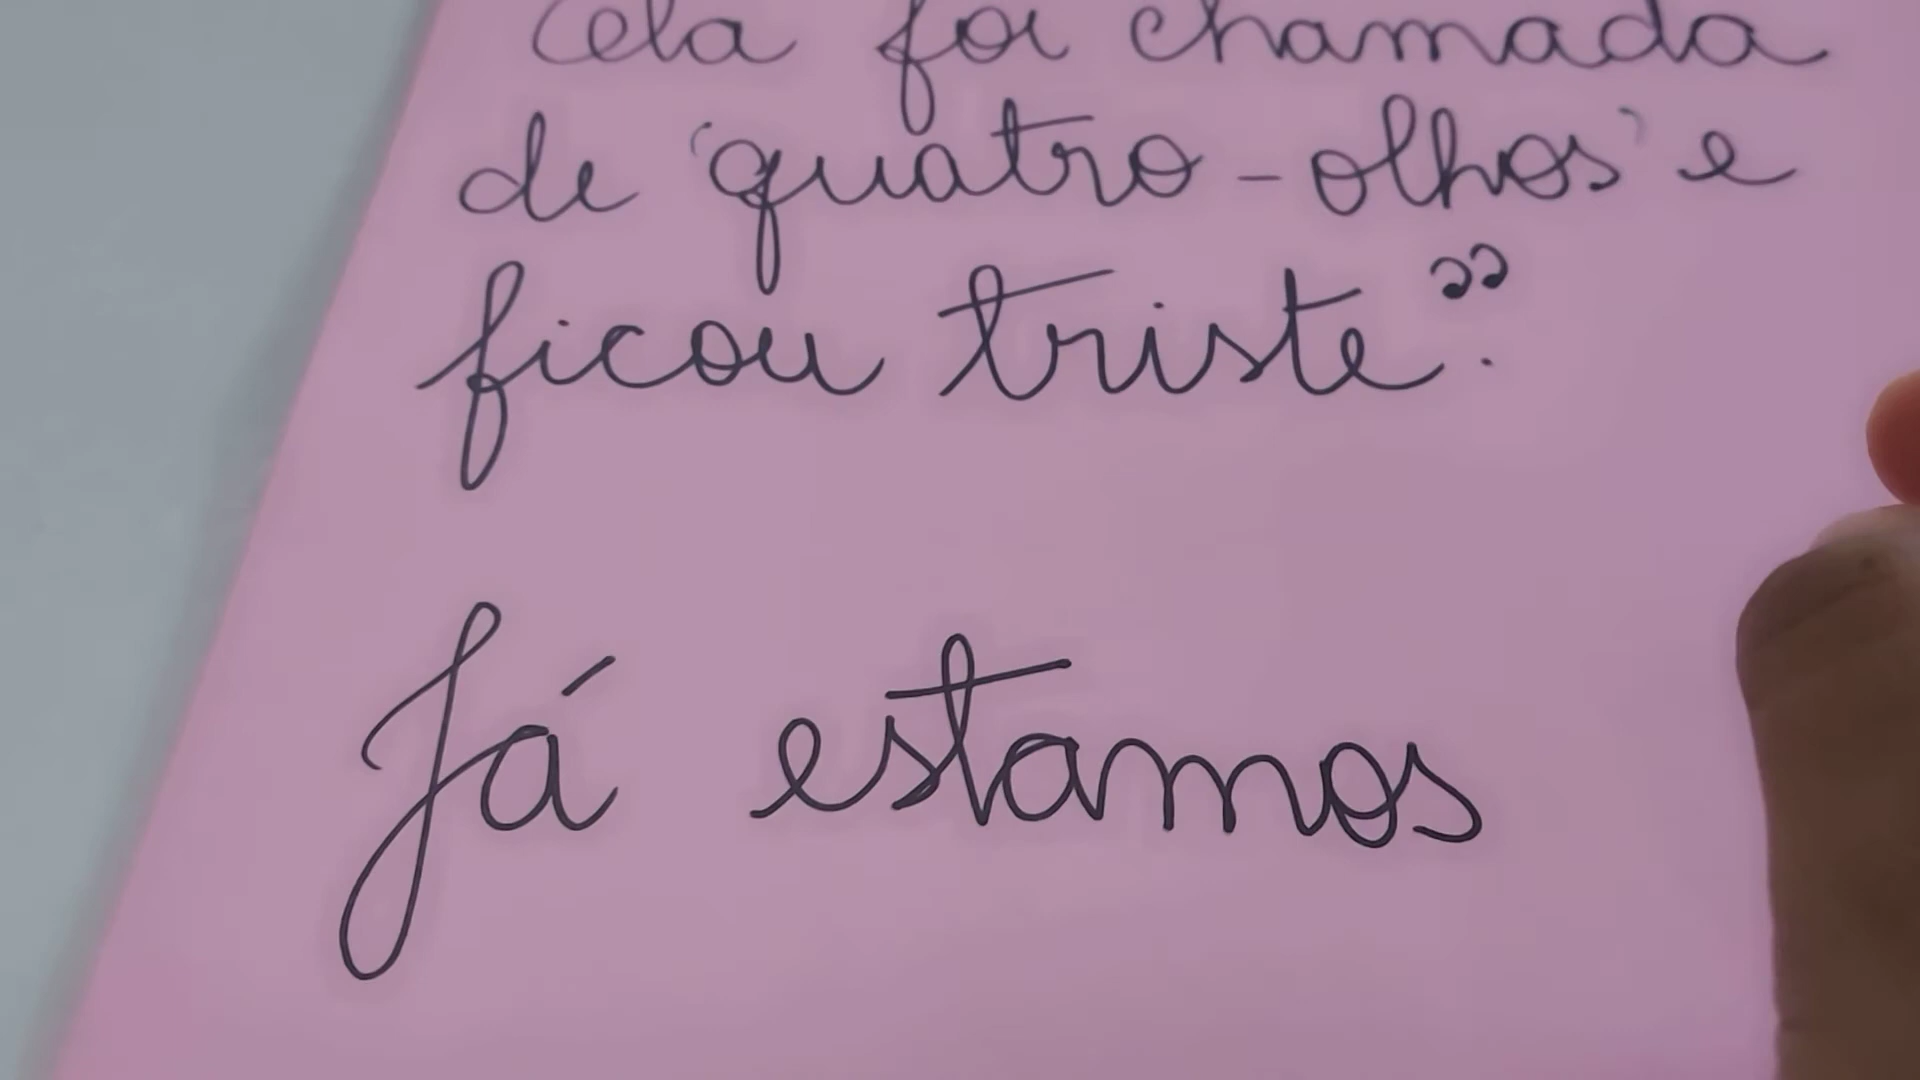 “Ela foi chamada
de ‘quatro-olhos’ e
ficou triste”.
Já estamos